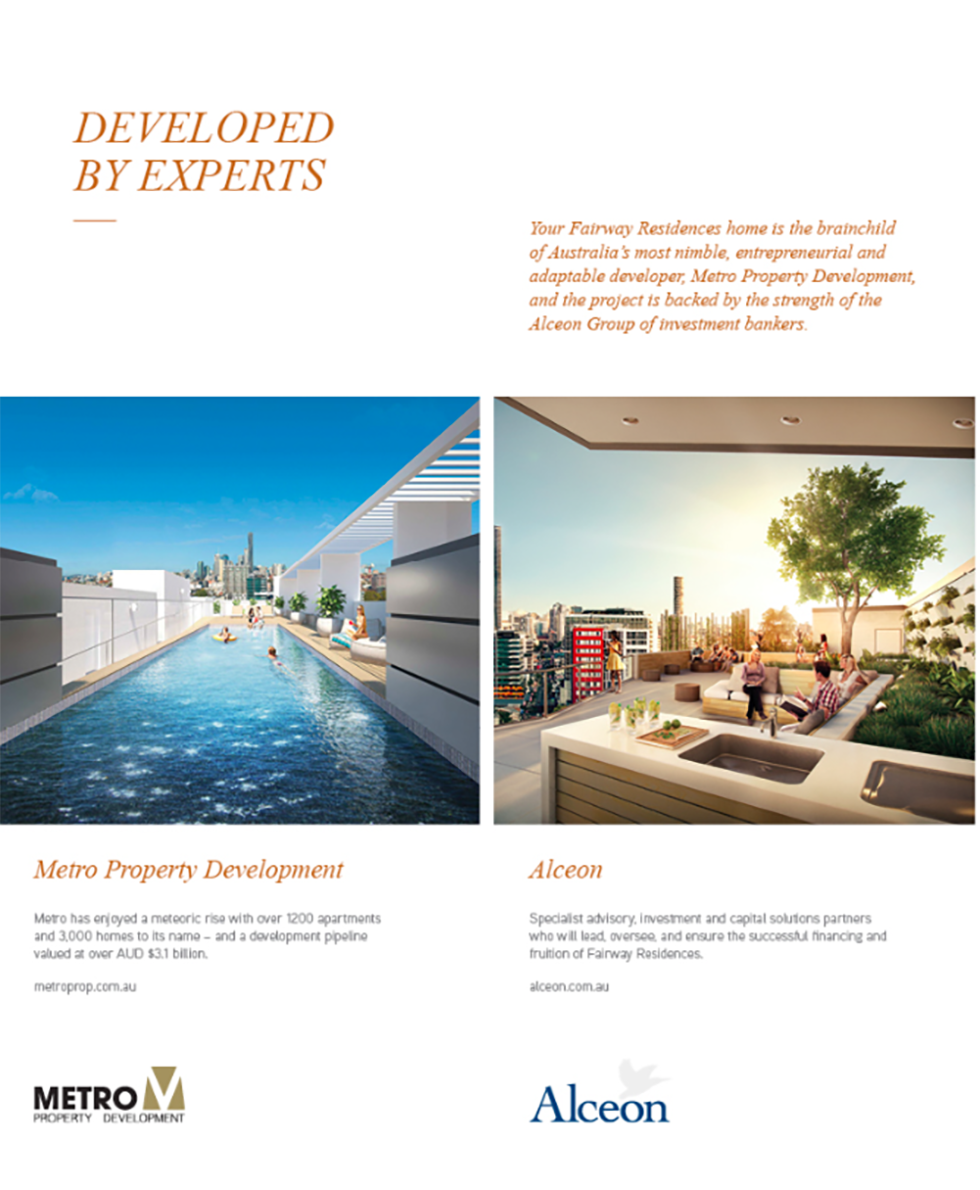 DEVELOPED
BY EXPERTS
Your Fairway Residences home is the brainchild
of Australia's most nimble, entrepreneurial and
adaptable developer, Metro Property Development,
and the project is backed by the strength of the
Alceon Group of investment bankers.
Metro Property Development
Metro has enjoyed a meteoric rise with over 1200 apartments
and 3,000 homes to its name – and a development pipeline
valued at over AUD $3.1 billion.
metroprop.com.au
METRO
PROPERTY DEVELOPMENT
Alceon
Specialist advisory, investment and capital solutions partners
who will lead, oversee, and ensure the successful financing and
fruition of Fairway Residences.
alceon.com.au
Alceon